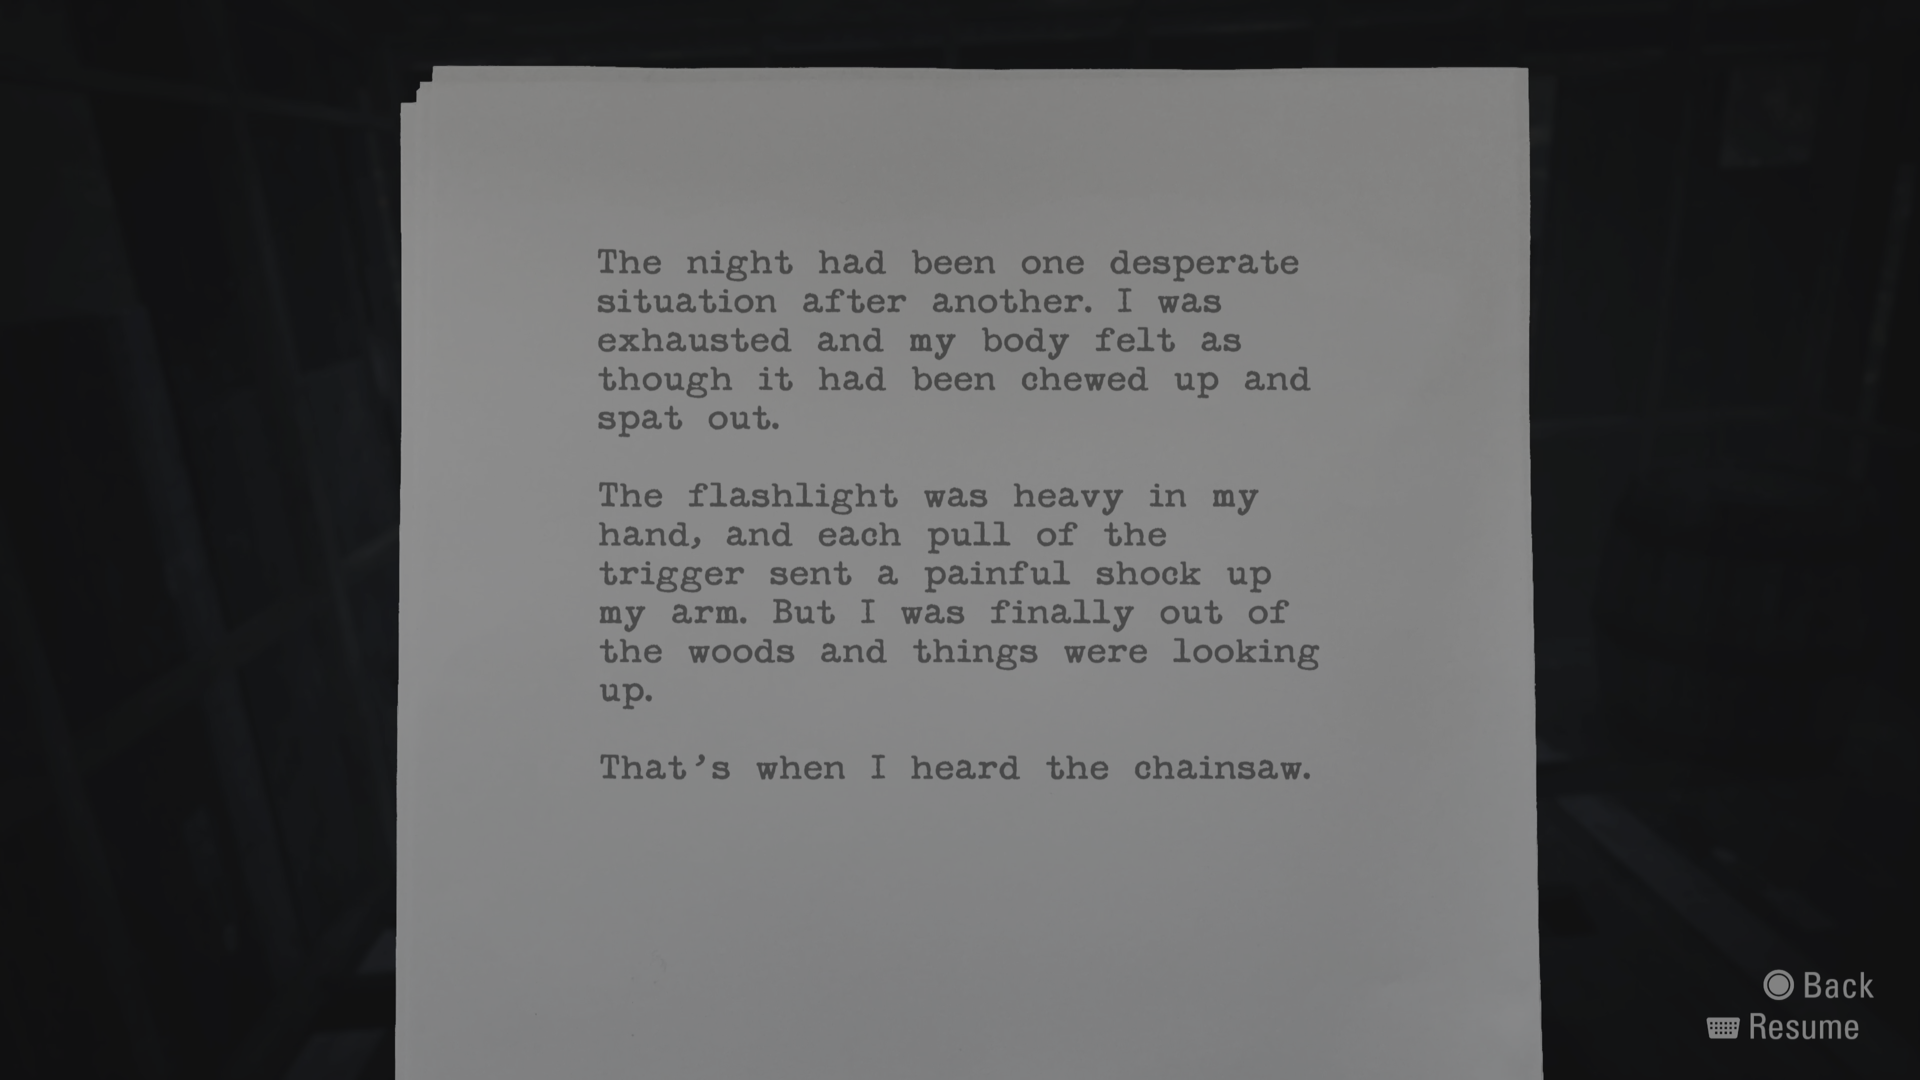 The night had been one desperate
situation after another. I was
exhausted and my body felt as
though it had been chewed up and
spat out.
The flashlight was heavy in my
hand, and each pull of the
trigger sent a painful shock up
my arm. But I was finally out of
the woods and things were looking
up.
That's when I heard the chainsaw.
Back
Resume